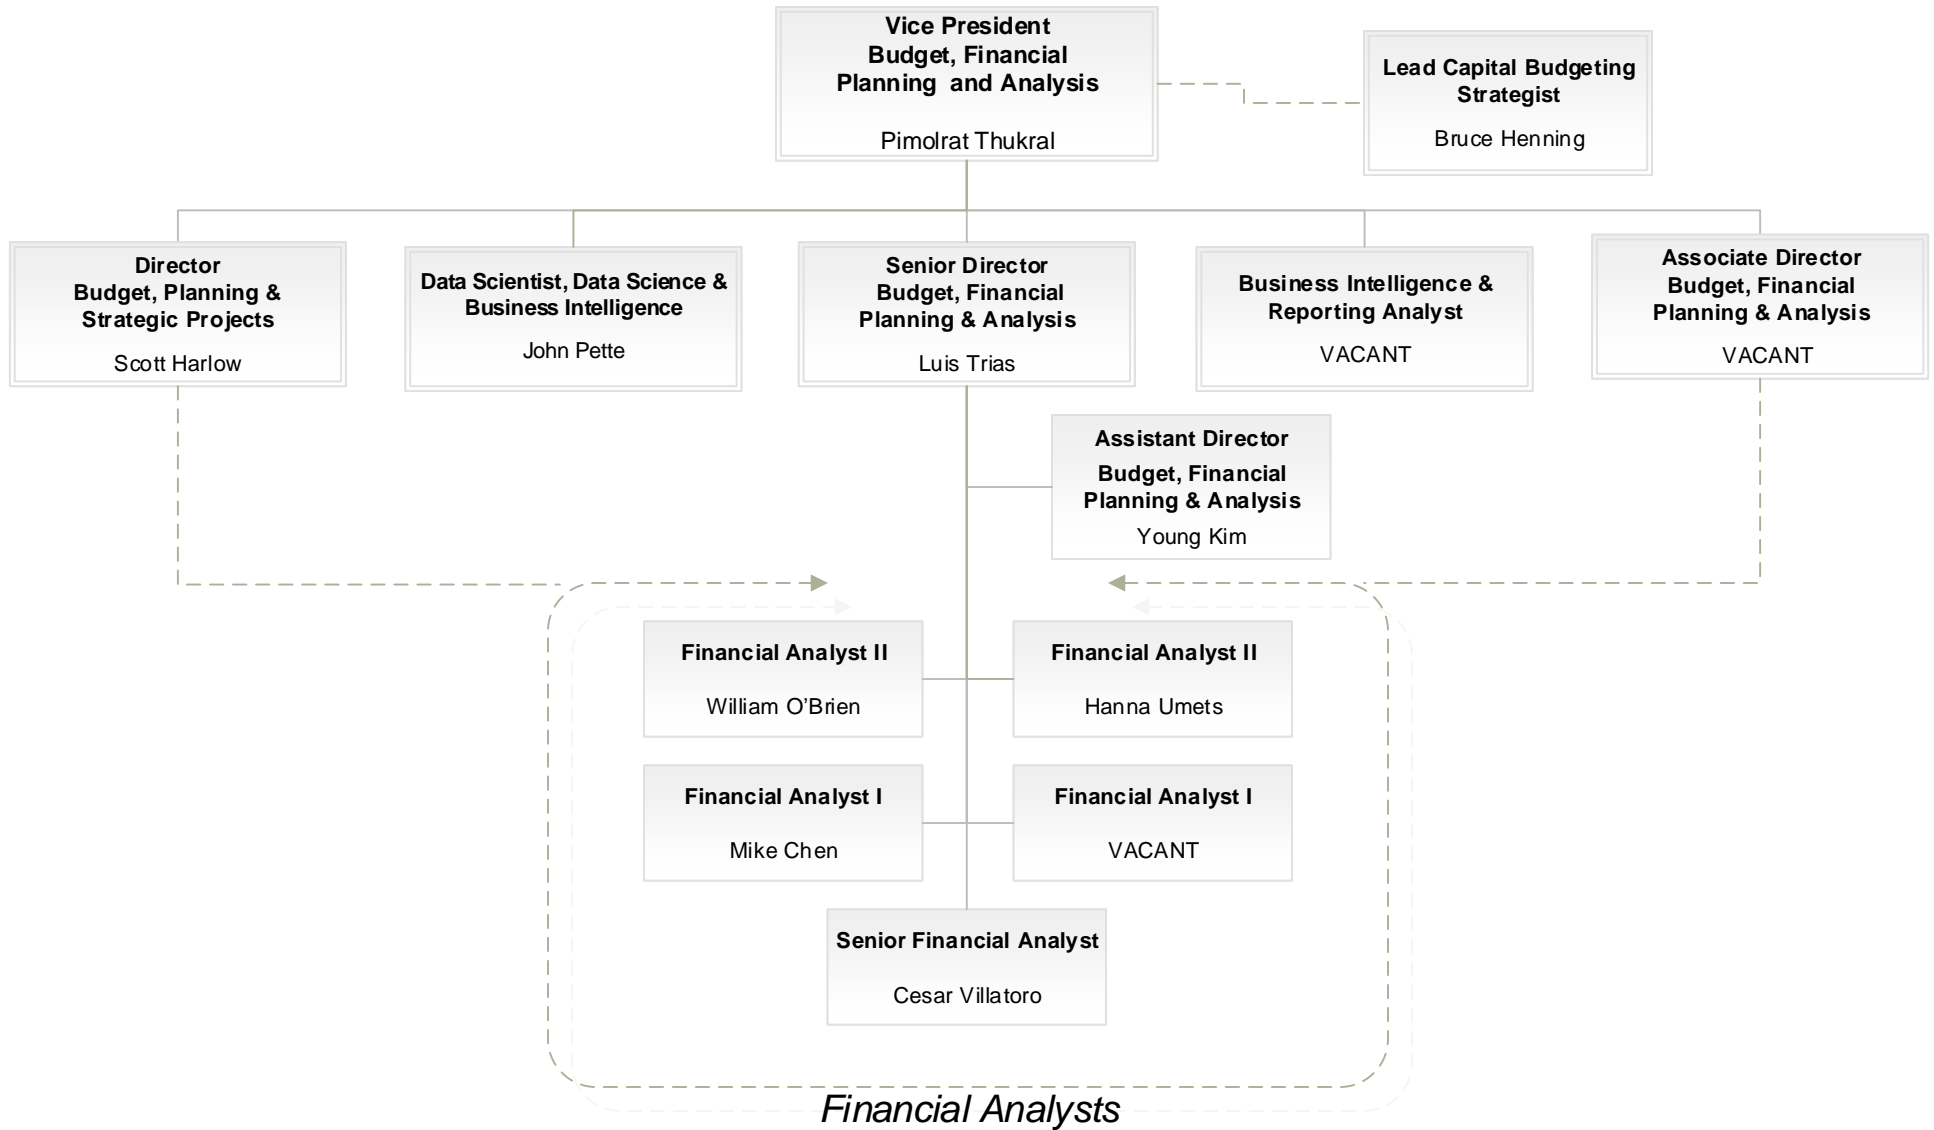 Vice President
Budget, Financial
Planning and Analysis
Pimolrat Thukral
Lead Capital Budgeting
Strategist
Bruce Henning
Director
Budget, Planning &
Strategic Projects
Scott Harlow
Data Scientist, Data Science &
Business Intelligence
John Pette
Senior Director
Budget, Financial
Planning & Analysis
Luis Trias
Business Intelligence &
Reporting Analyst
VACANT
Associate Director
Budget, Financial
Planning & Analysis
VACANT
Assistant Director
Budget, Financial
Planning & Analysis
Young Kim
Financial Analyst II
William O’Brien
Financial Analyst II
Hanna Umets
Financial Analyst I
Mike Chen
Financial Analyst I
VACANT
Senior Financial Analyst
Cesar Villatoro
Financial Analysts